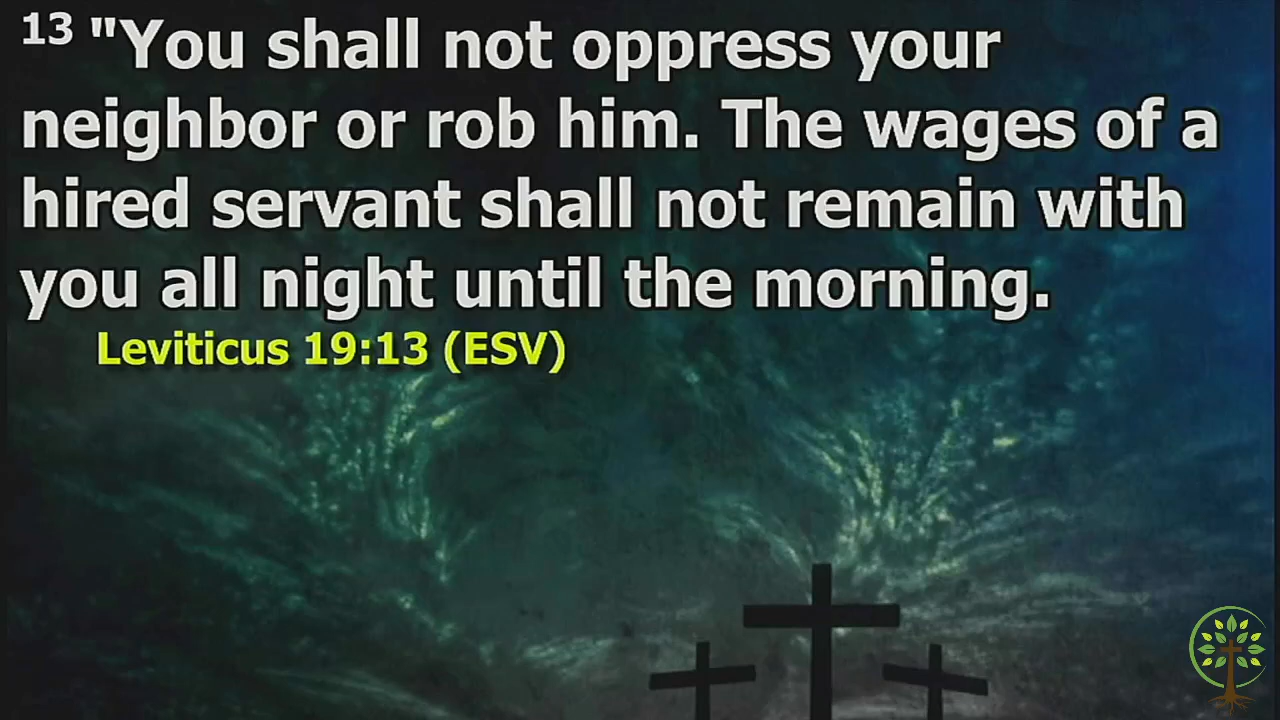 13 "You shall not oppress your
neighbor or rob him. The wages of a
hired servant shall not remain with
you all night until the morning.
Leviticus 19:13 (ESV)